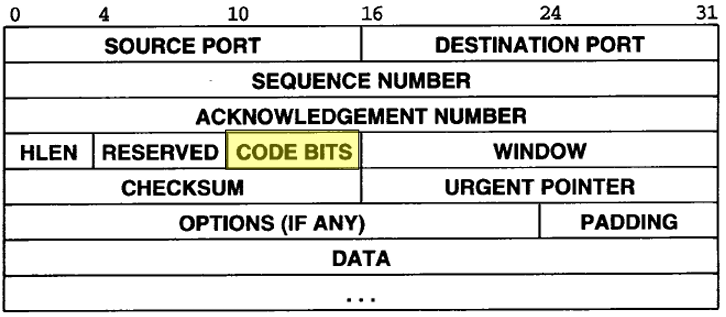 0 4 10 16 24 31
SOURCE PORT DESTINATION PORT
SEQUENCE NUMBER
ACKNOWLEDGEMENT NUMBER
HLEN RESERVED CODE BITS WINDOW
CHECKSUM URGENT POINTER
OPTIONS (IF ANY) PADDING
DATA
...